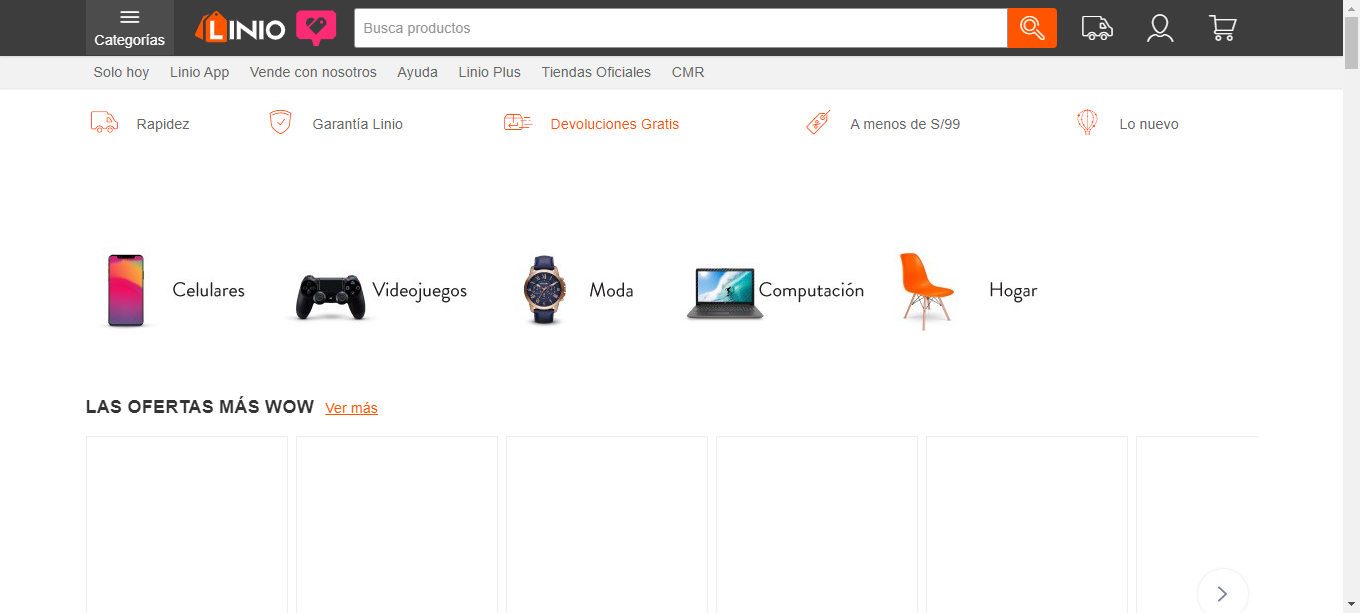 Categorías
LINIO
Busca productos
Solo hoy
Linio App
Vende con nosotros
Ayuda
Linio Plus
Tiendas Oficiales
CMR
Rapidez
Garantía Linio
Devoluciones Gratis
A menos de S/99
Lo nuevo
Celulares
Videojuegos
Moda
Computación
Hogar
LAS OFERTAS MÁS WOW Ver más